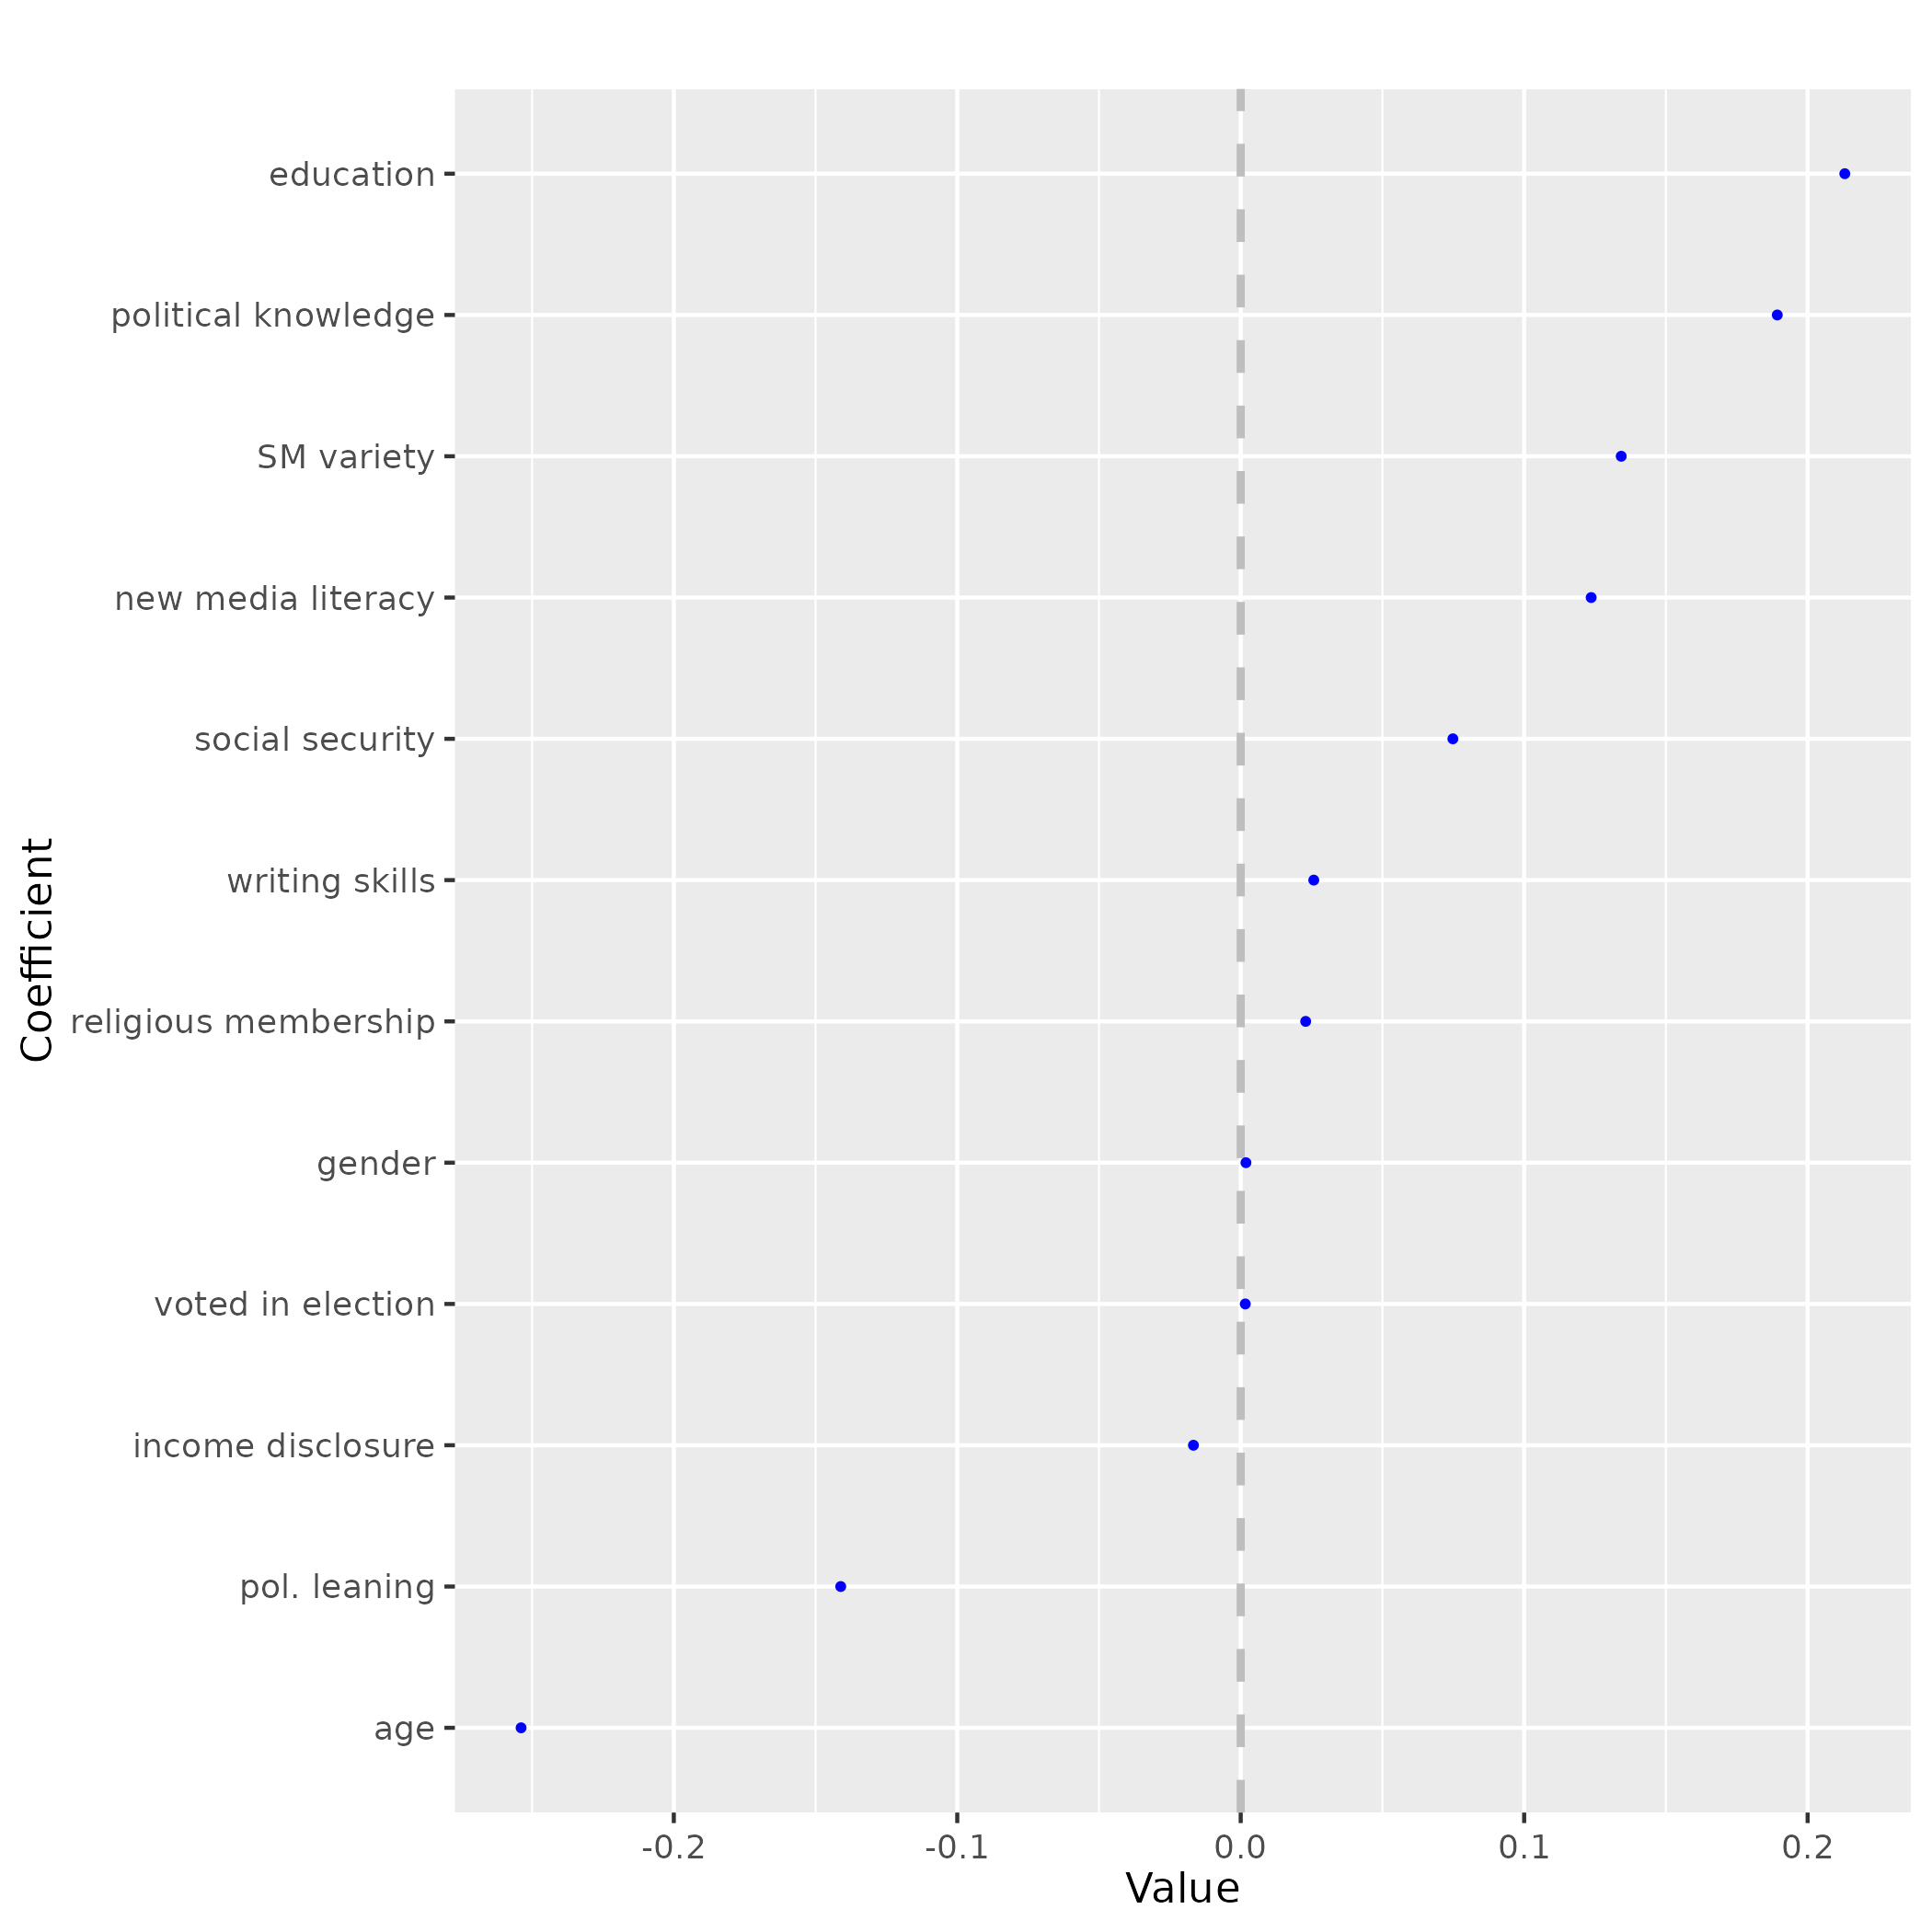 education
political knowledge
SM variety
new media literacy
social security
writing skills
Coefficient
religious membership
gender
voted in election
income disclosure
pol. leaning
age
-0.2 -0.1 0.0 0.1 0.2
Value